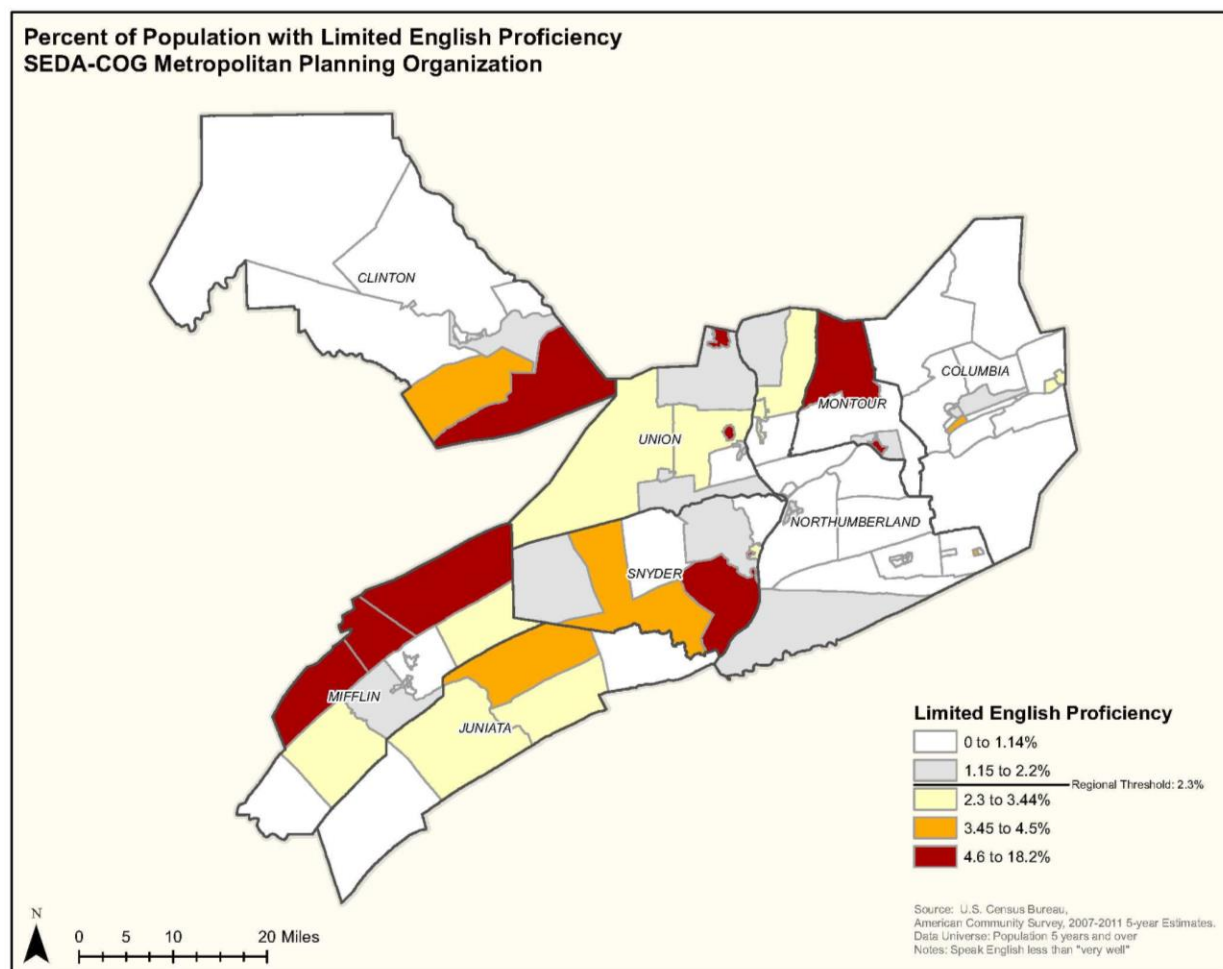 Percent of Population with Limited English Proficiency
SEDA-COG Metropolitan Planning Organization
CLINTON
COLUMBIA
MONTOUR
UNION
NORTHUMBERLAND
SNYDER
MIFFLIN
JUNIATA
Limited English Proficiency
0 to 1.14%
1.15 to 2.2%
Regional Threshold: 2.3%
2.3 to 3.44%
3.45 to 4.5%
4.6 to 18.2%
N
0 5 10 20 Miles
Source: U.S. Census Bureau,
American Community Survey, 2007-2011 5-year Estimates.
Data Universe: Population 5 years and over
Notes: Speak English less than "very well"